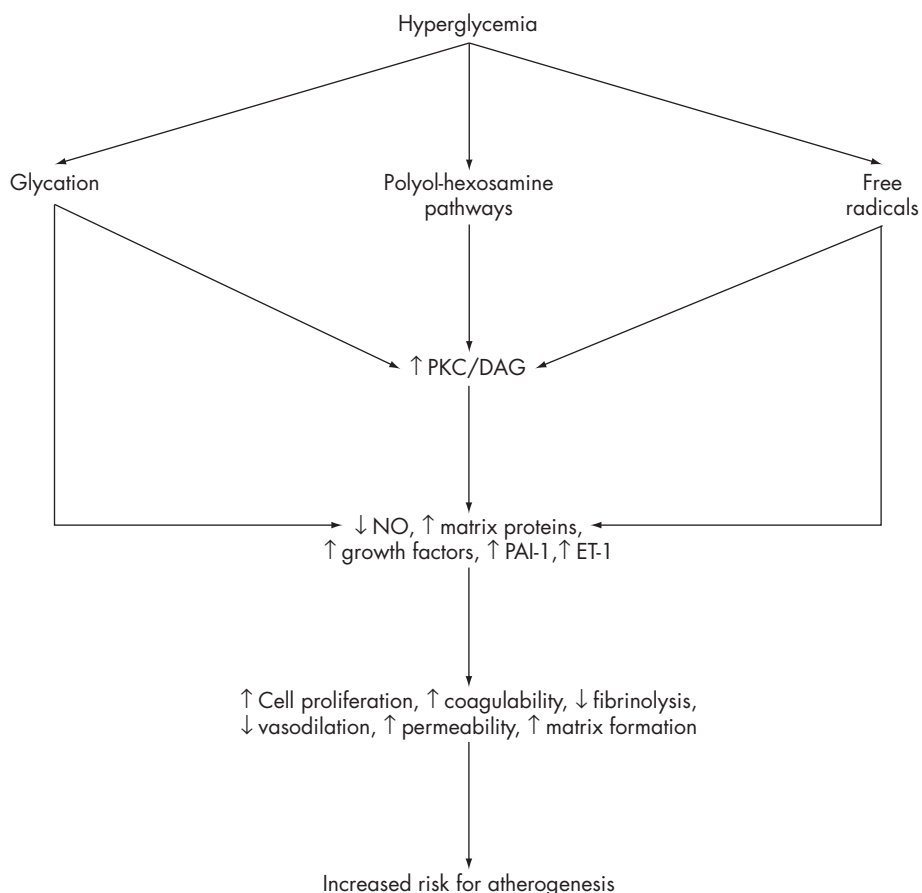 Hyperglycemia
Glycation
Polyol-hexosamine
pathways
Free
radicals
↑ PKC/DAG
↓ NO, ↑ matrix proteins,
↑ growth factors, ↑ PAI-1,↑ ET-1
↑ Cell proliferation, ↑ coagulability, ↓ fibrinolysis,
↓ vasodilation, ↑ permeability, ↑ matrix formation
Increased risk for atherogenesis